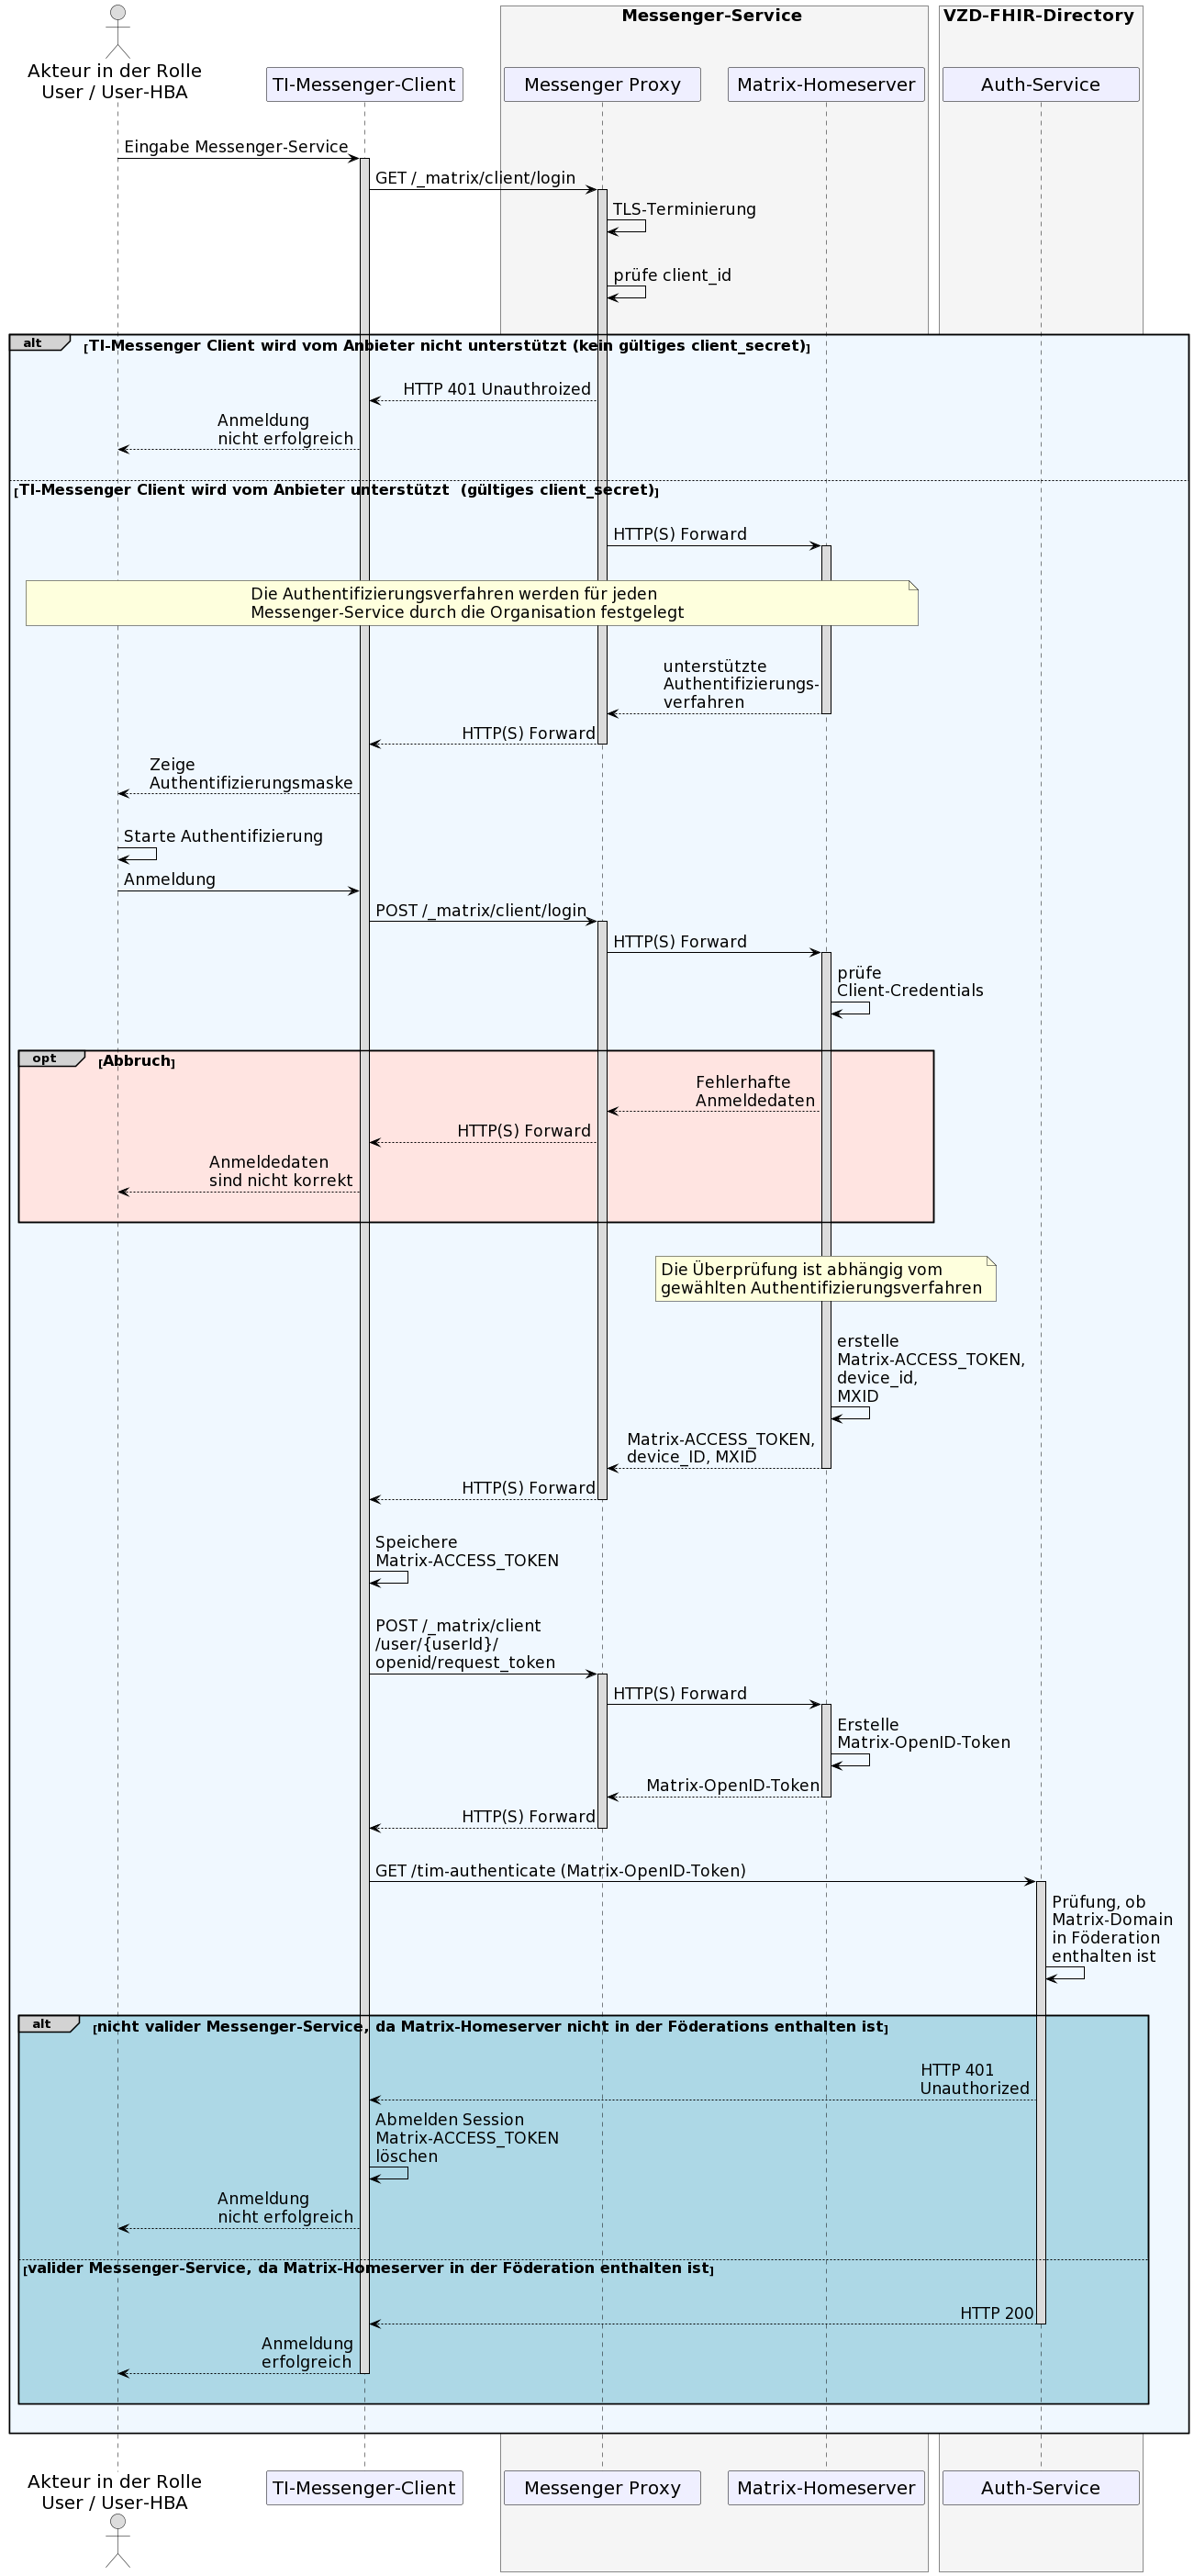 Messenger-Service
VZD-FHIR-Directory
Akteur in der Rolle
User / User-HBA
TI-Messenger-Client
Messenger Proxy
Matrix-Homeserver
Auth-Service
Eingabe Messenger-Service
GET /_matrix/client/login
TLS-Terminierung
prüfe client_id
alt
[TI-Messenger Client wird vom Anbieter nicht unterstützt (kein gültiges client_secret)]
HTTP 401 Unauthroized
Anmeldung
nicht erfolgreich
[TI-Messenger Client wird vom Anbieter unterstützt  (gültiges client_secret)]
HTTP(S) Forward
Die Authentifizierungsverfahren werden für jeden
Messenger-Service durch die Organisation festgelegt
unterstützte
Authentifizierungs-
verfahren
HTTP(S) Forward
Zeige
Authentifizierungsmaske
Starte Authentifizierung
Anmeldung
POST /_matrix/client/login
HTTP(S) Forward
prüfe
Client-Credentials
opt
[Abbruch]
Fehlerhafte
Anmeldedaten
HTTP(S) Forward
Anmeldedaten
sind nicht korrekt
Die Überprüfung ist abhängig vom
gewählten Authentifizierungsverfahren
erstelle
Matrix-ACCESS_TOKEN,
device_id,
MXID
Matrix-ACCESS_TOKEN,
device_ID, MXID
HTTP(S) Forward
Speichere
Matrix-ACCESS_TOKEN
POST /_matrix/client
/user/{userId}/
openid/request_token
HTTP(S) Forward
Erstelle
Matrix-OpenID-Token
Matrix-OpenID-Token
HTTP(S) Forward
GET /tim-authenticate (Matrix-OpenID-Token)
Prüfung, ob
Matrix-Domain
in Föderation
enthalten ist
alt
[nicht valider Messenger-Service, da Matrix-Homeserver nicht in der Föderations enthalten ist]
HTTP 401
Unauthorized
Abmelden Session
Matrix-ACCESS_TOKEN
löschen
Anmeldung
nicht erfolgreich
[valider Messenger-Service, da Matrix-Homeserver in der Föderation enthalten ist]
HTTP 200
Anmeldung
erfolgreich
Akteur in der Rolle
User / User-HBA
TI-Messenger-Client
Messenger Proxy
Matrix-Homeserver
Auth-Service